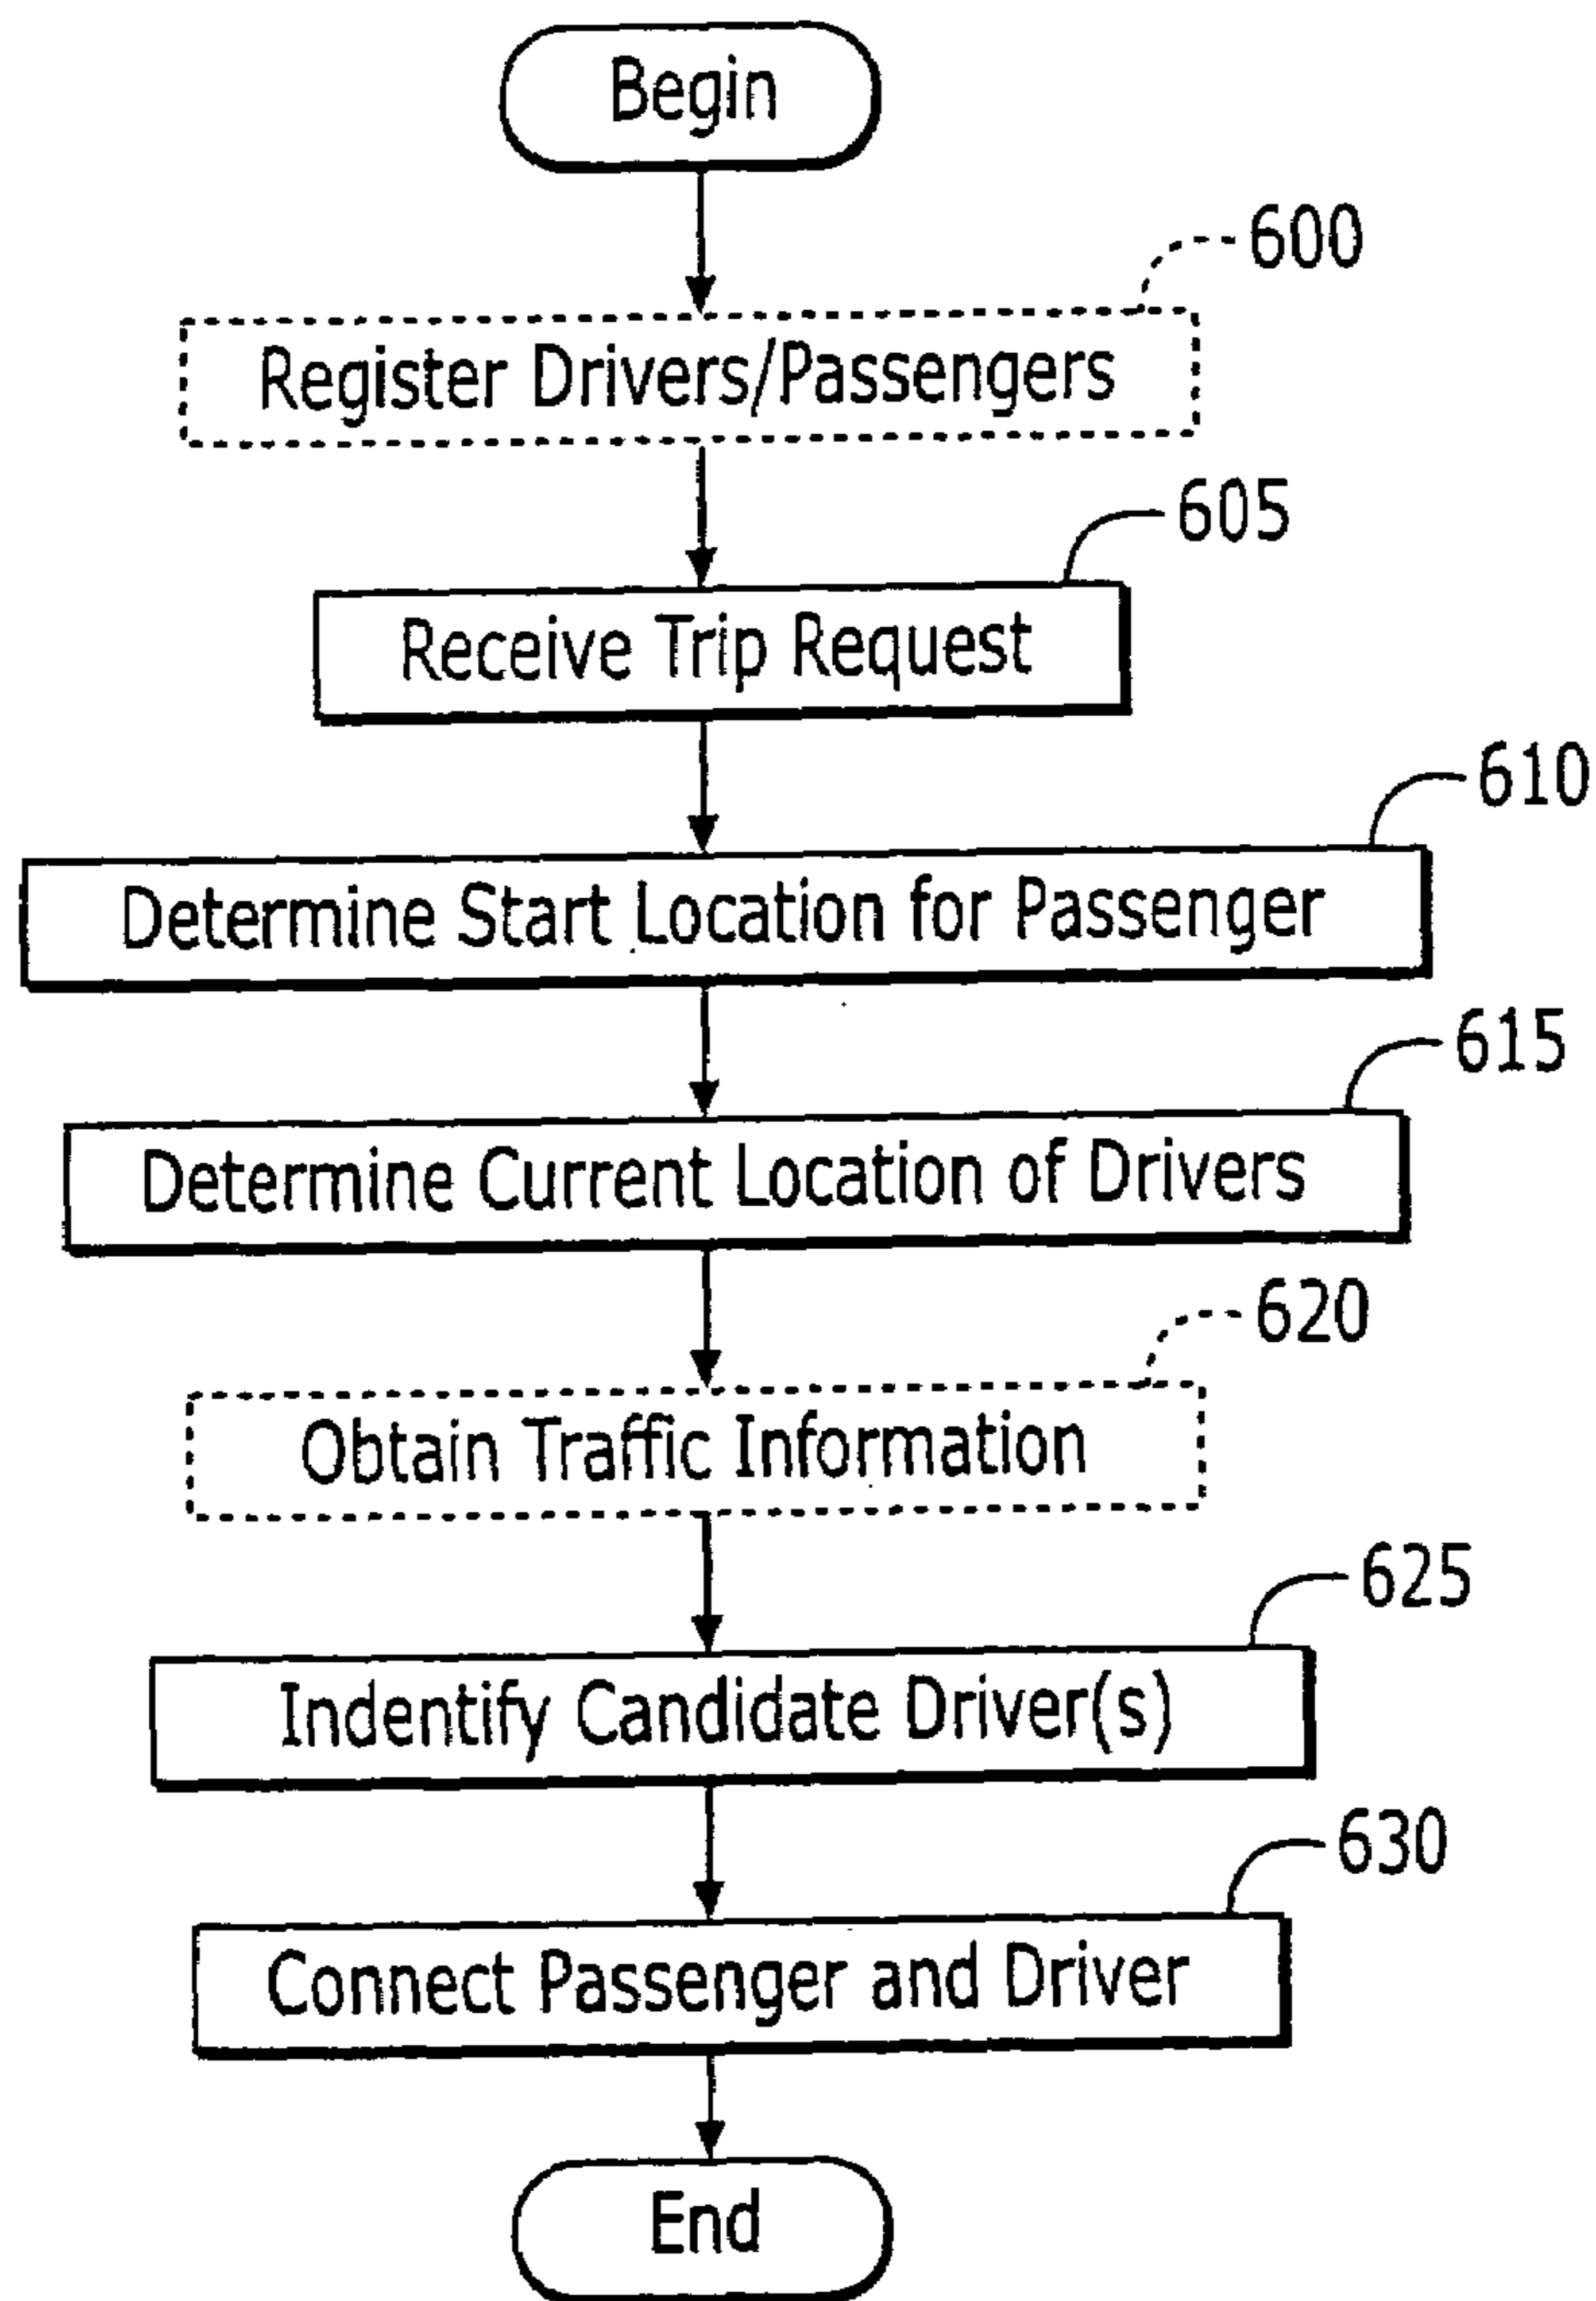 Begin
600
Register Drivers/Passengers
605
Receive Trip Request
610
Determine Start Location for Passenger
615
Determine Current Location of Drivers
620
Obtain Traffic Information
625
Indentify Candidate Driver(s)
630
Connect Passenger and Driver
End